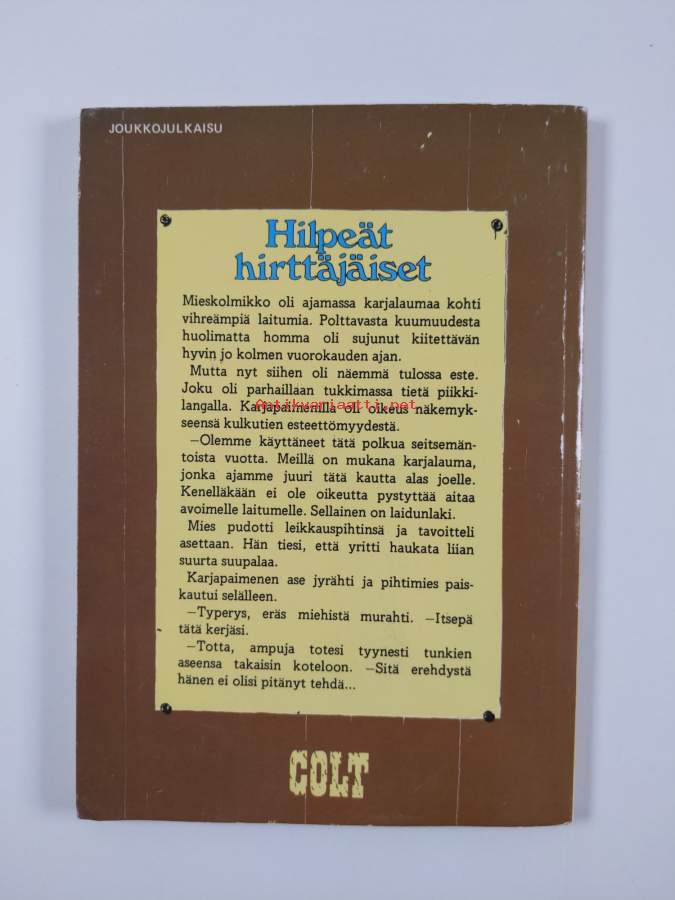 JOUKKOJULKAISU
Hilpeät
hirttäjäiset
Mieskolmikko oli ajamassa karjalaumaa kohti
vihreämpiä laitumia. Polttavasta kuumuudesta
huolimatta homma oli sujunut kiitettävän
hyvin jo kolmen vuorokauden ajan.
Mutta nyt siihen oli näemmä tulossa este.
Joku oli parhaillaan tukkimassa tietä piikki-
langalla. Karjapaimenilla oli oikeus näkemyk-
Antikvariaatti.net
seensä kulkutien esteettömyydestä.
—Olemme käyttäneet tätä polkua seitsemän-
toista vuotta. Meillä on mukana karjalauma,
jonka ajamme juuri tätä kautta alas joelle.
Kenelläkään ei ole oikeutta pystyttää aitaa
avoimelle laitumelle. Sellainen on laidunlaki.
Mies pudotti leikkauspihtinsä ja tavoitteli
asettaan. Hän tiesi, että yritti haukata liian
suurta suupalaa.
Karjapaimenen ase jyrähti ja pihtimies pais-
kautui selälleen.
—Typerys, eräs miehistä murahti. —Itsepä
tätä kerjäsi.
—Totta, ampuja totesi tyynesti tunkien
aseensa takaisin koteloon. —Sitä erehdystä
hänen ei olisi pitänyt tehdä...
COLT